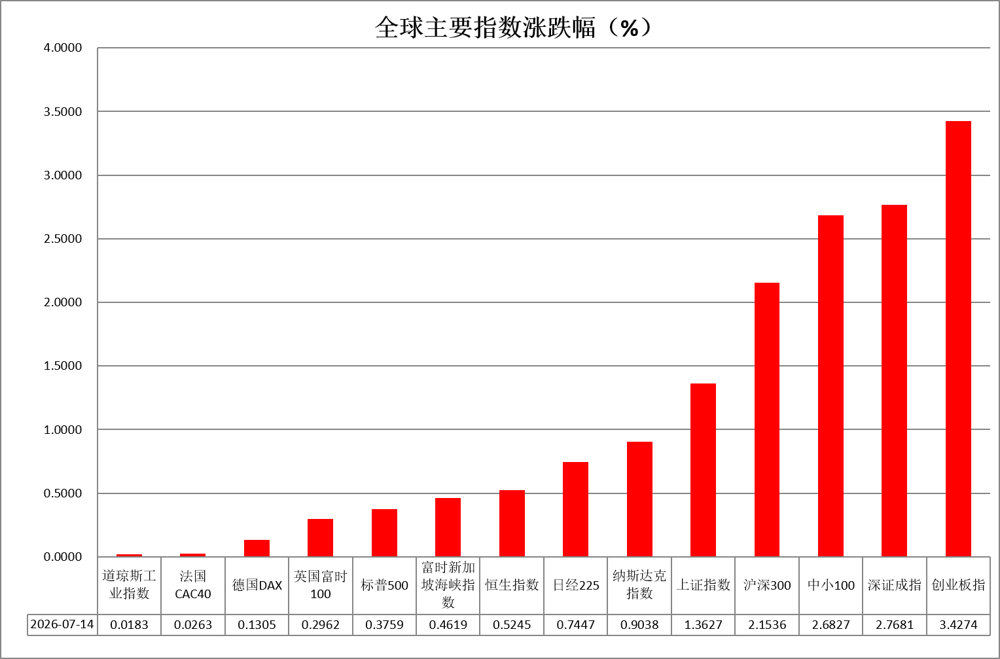 全球主要指数涨跌幅（%）
4.0000
3.5000
3.0000
2.5000
2.0000
1.5000
1.0000
0.5000
0.0000
道琼斯工
业指数
法国
CAC40
德国DAX
英国富时
100
标普500
富时新加
坡海峡指
数
恒生指数
日经225
纳斯达克
指数
上证指数
沪深300
中小100
深证成指
创业板指
2026-07-14 0.0183 0.0263 0.1305 0.2962 0.3759 0.4619 0.5245 0.7447 0.9038 1.3627 2.1536 2.6827 2.7681 3.4274